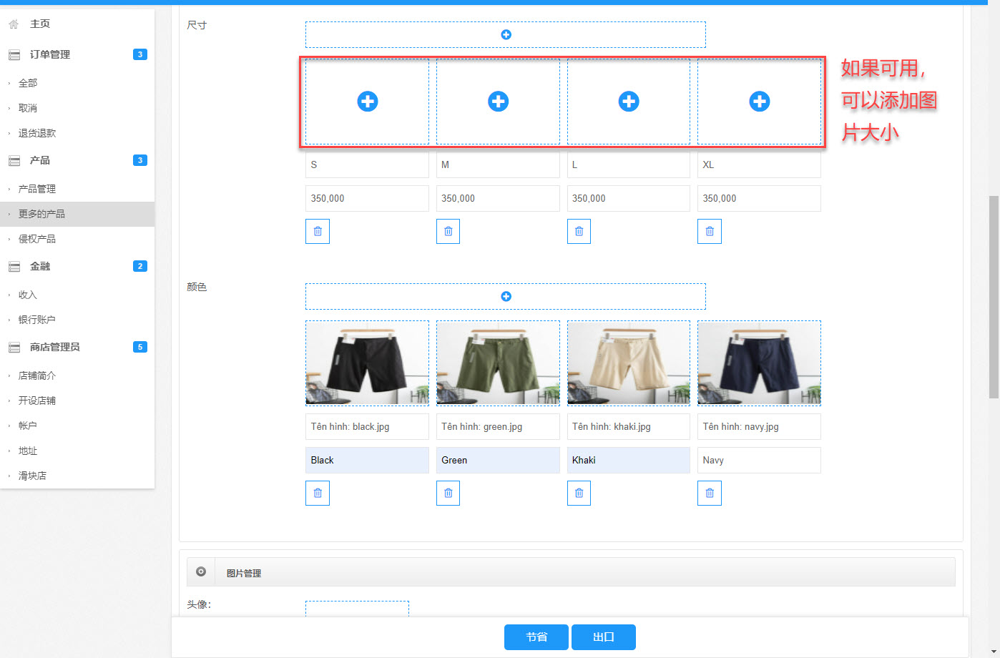 主页
订单管理 3
全部
取消
退货退款
产品 3
产品管理
更多的产品
侵权产品
金融 2
收入
银行账户
商店管理员 5
店铺简介
开设店铺
帐户
地址
滑块店
尺寸
如果可用，
可以添加图
片大小
S M L XL
350,000 350,000 350,000 350,000
颜色
Tên hình: black.jpg Tên hình: green.jpg Tên hình: khaki.jpg Tên hình: navy.jpg
Black Green Khaki Navy
图片管理
头像：
节省 出口